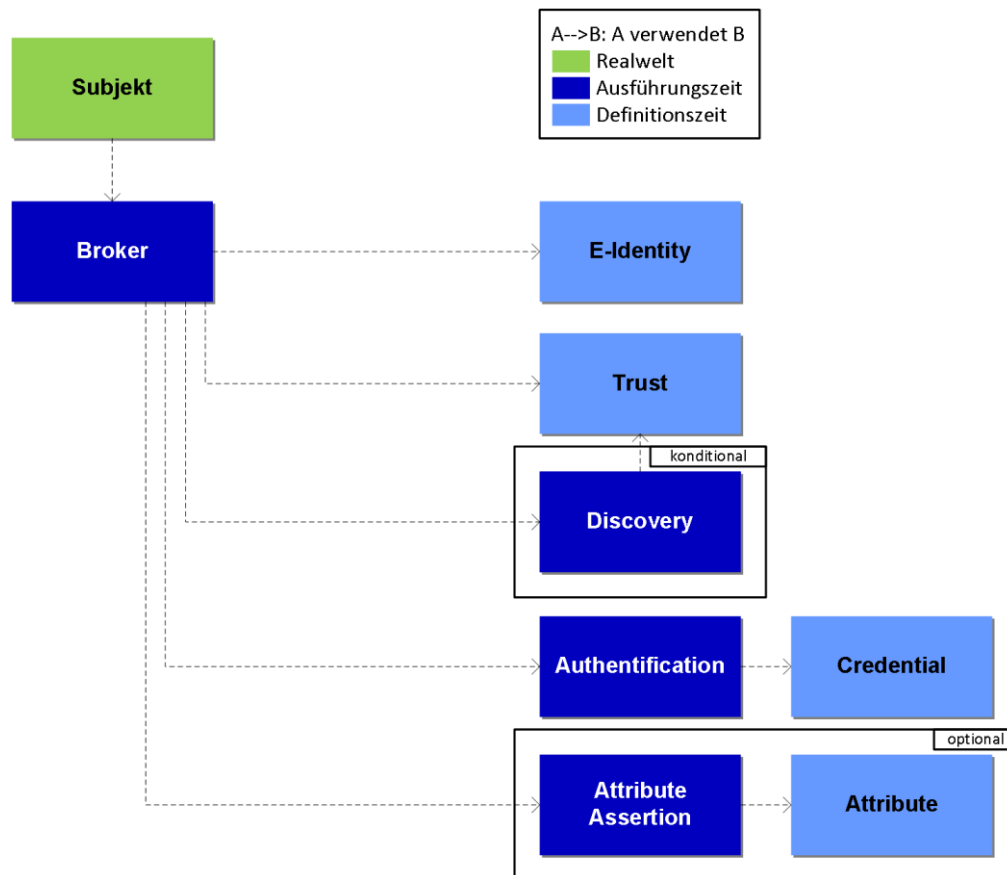 A-->B: A verwendet B
Realwelt
Ausführungszeit
Definitionszeit
Subjekt
Broker
E-Identity
Trust
konditional
Discovery
Authentification
Credential
optional
Attribute
Assertion
Attribute